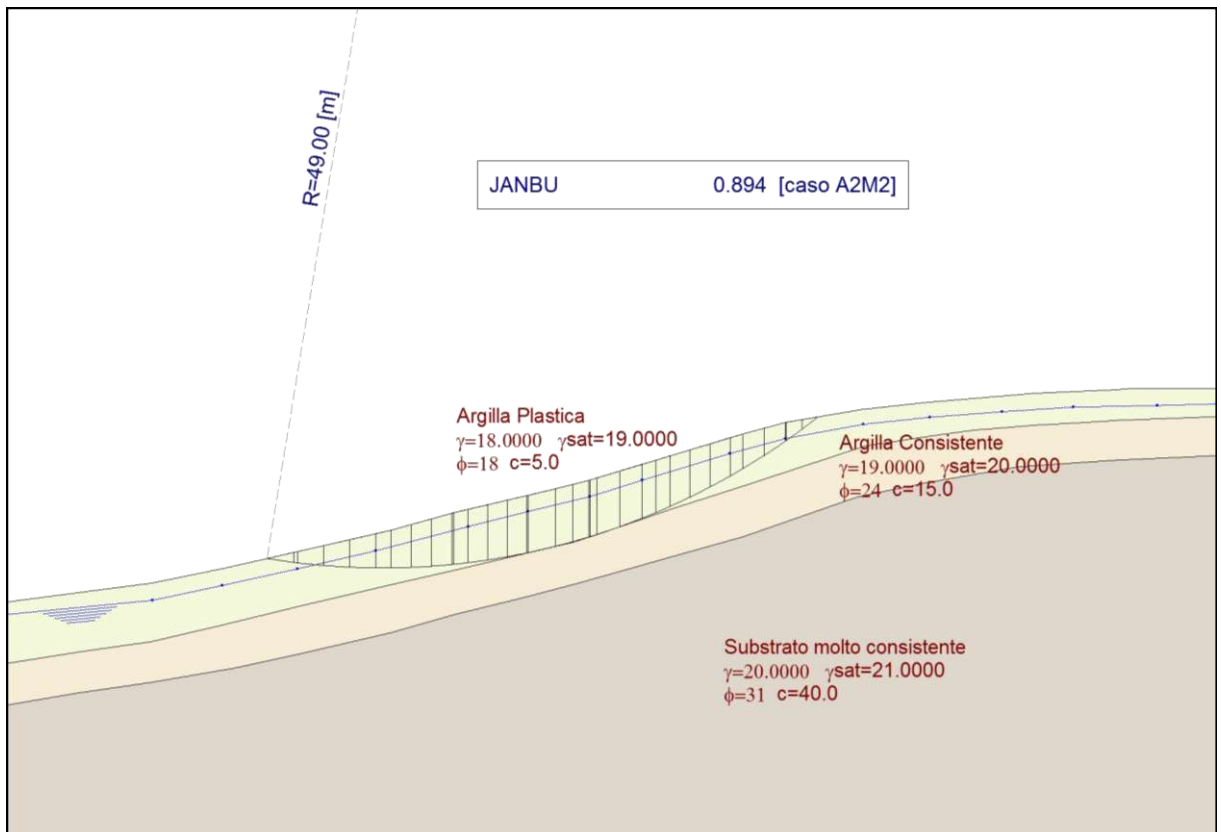 R=49.00 [m]
JANBU 0.894 [caso A2M2]
Argilla Plastica
γ=18.0000 γsat=19.0000
ϕ=18 c=5.0
Argilla Consistente
γ=19.0000 γsat=20.0000
ϕ=24 c=15.0
Substrato molto consistente
γ=20.0000 γsat=21.0000
ϕ=31 c=40.0